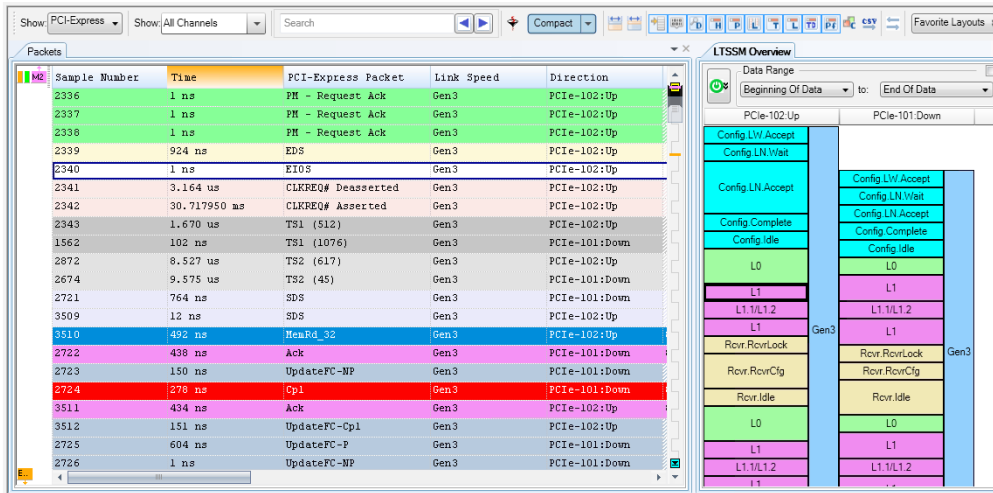 Show: PCI-Express Show: All Channels Search Compact CSV Favorite Layouts
Packets
M2 Sample Number Time PCI-Express Packet Link Speed Direction
2336 1 ns PM - Request Ack Gen3 PCIe-102:Up
2337 1 ns PM - Request Ack Gen3 PCIe-102:Up
2338 1 ns PM - Request Ack Gen3 PCIe-102:Up
2339 924 ns EDS Gen3 PCIe-102:Up
2340 1 ns EIOS Gen3 PCIe-102:Up
2341 3.164 us CLKREQ# Deasserted Gen3 PCIe-102:Up
2342 30.717950 ms CLKREQ# Asserted Gen3 PCIe-102:Up
2343 1.670 us TS1 (512) Gen3 PCIe-102:Up
1562 102 ns TS1 (1076) Gen3 PCIe-101:Down
2872 8.527 us TS2 (617) Gen3 PCIe-102:Up
2674 9.575 us TS2 (45) Gen3 PCIe-101:Down
2721 764 ns SDS Gen3 PCIe-101:Down
3509 12 ns SDS Gen3 PCIe-102:Up
3510 492 ns MemRd_32 Gen3 PCIe-102:Up
2722 438 ns Ack Gen3 PCIe-101:Down
2723 150 ns UpdateFC-NP Gen3 PCIe-101:Down
2724 278 ns Cpl Gen3 PCIe-101:Down
3511 434 ns Ack Gen3 PCIe-102:Up
3512 151 ns UpdateFC-Cpl Gen3 PCIe-102:Up
2725 604 ns UpdateFC-P Gen3 PCIe-101:Down
2726 1 ns UpdateFC-NP Gen3 PCIe-101:Down
E...
LTSSM Overview
Data Range
Beginning Of Data to: End Of Data
PCIe-102:Up PCIe-101:Down
Config.LW.Accept
Config.LN.Wait
Config.LN.Accept
Config.Complete
Config.Idle
L0
L1
L1.1/L1.2
L1
Rcvr.RcvrLock
Rcvr.RcvrCfg
Rcvr.Idle
L0
L1
L1.1/L1.2
L1
Gen3
Config.LW.Accept
Config.LN.Wait
Config.LN.Accept
Config.Complete
Config.Idle
L0
L1
L1.1/L1.2
L1
Rcvr.RcvrLock
Rcvr.RcvrCfg
Rcvr.Idle
L0
L1
L1.1/L1.2
Gen3